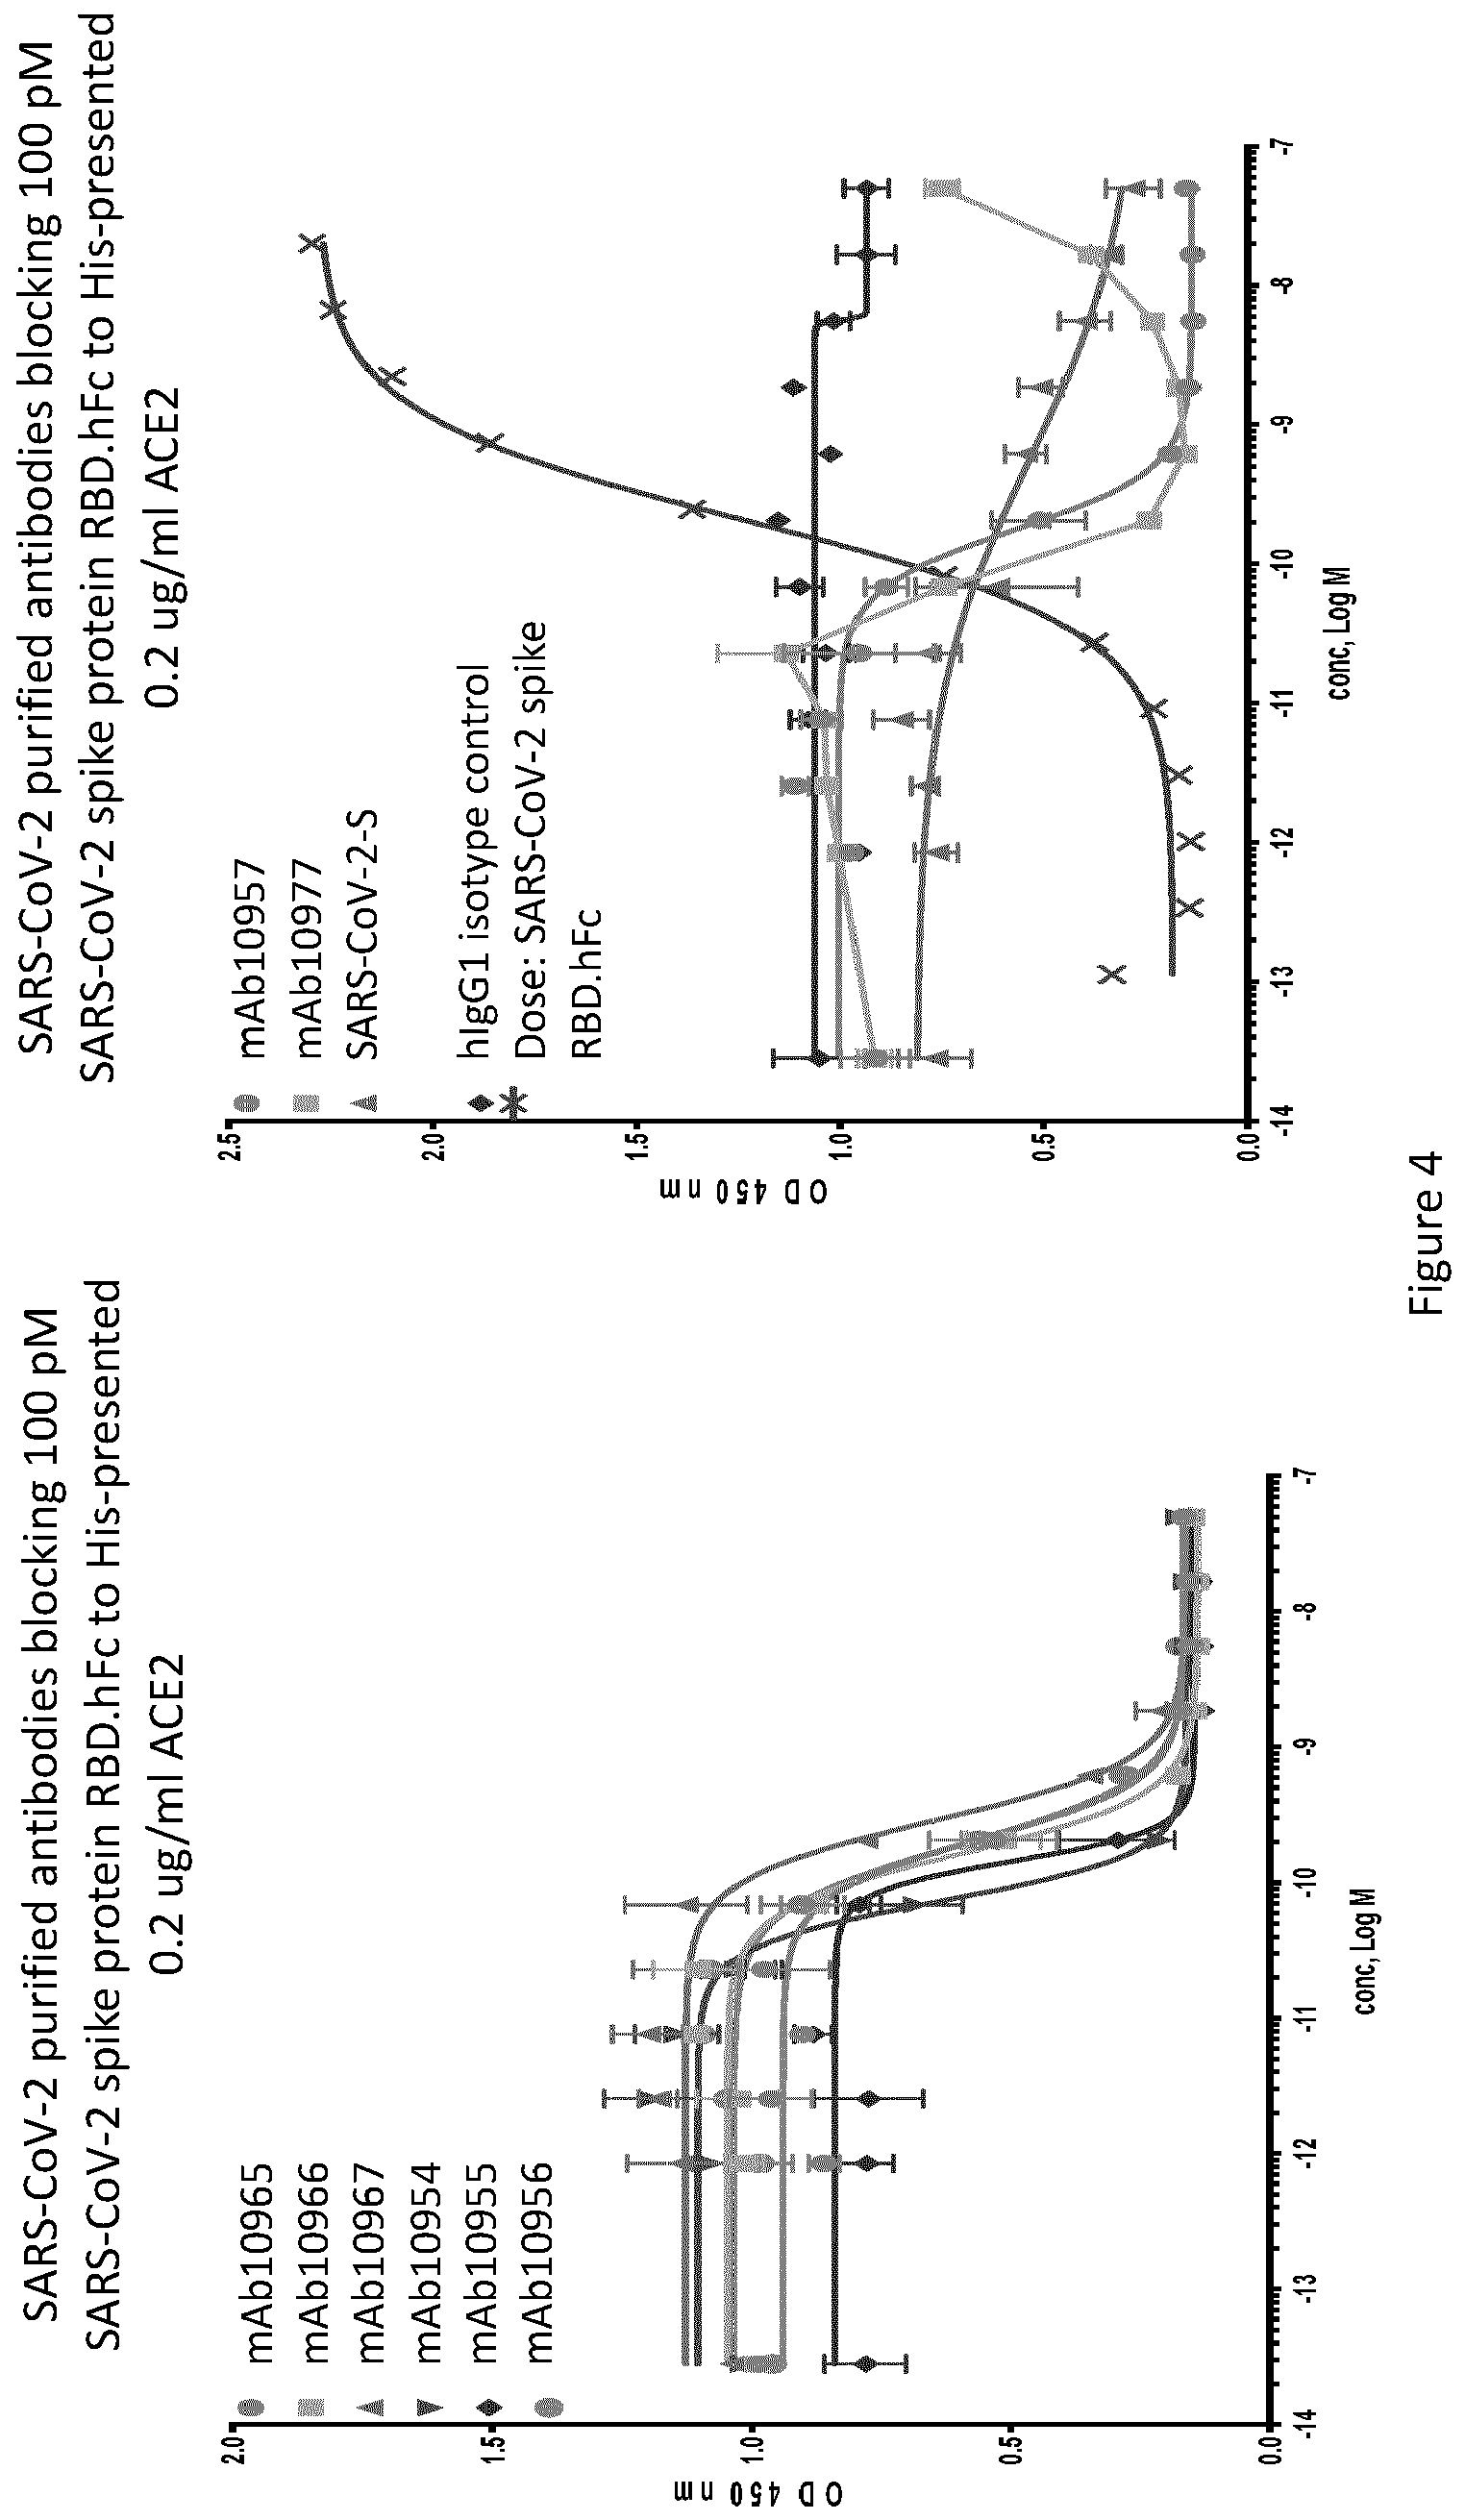 SARS-CoV-2 purified antibodies blocking 100 pM
SARS-CoV-2 spike protein RBD.hFc to His-presented
0.2 ug/ml ACE2
mAb10965
mAb10966
mAb10967
mAb10954
mAb10955
mAb10956
OD 450 nm
2.0
1.5
1.0
0.5
0.0
-14
-13
-12
-11
-10
-9
-8
-7
conc, Log M
SARS-CoV-2 purified antibodies blocking 100 pM
SARS-CoV-2 spike protein RBD.hFc to His-presented
0.2 ug/ml ACE2
mAb10957
mAb10977
SARS-CoV-2-S
hIgG1 isotype control
Dose: SARS-CoV-2 spike
RBD.hFc
OD 450 nm
2.5
2.0
1.5
1.0
0.5
0.0
-14
-13
-12
-11
-10
-9
-8
-7
conc, Log M
Figure 4